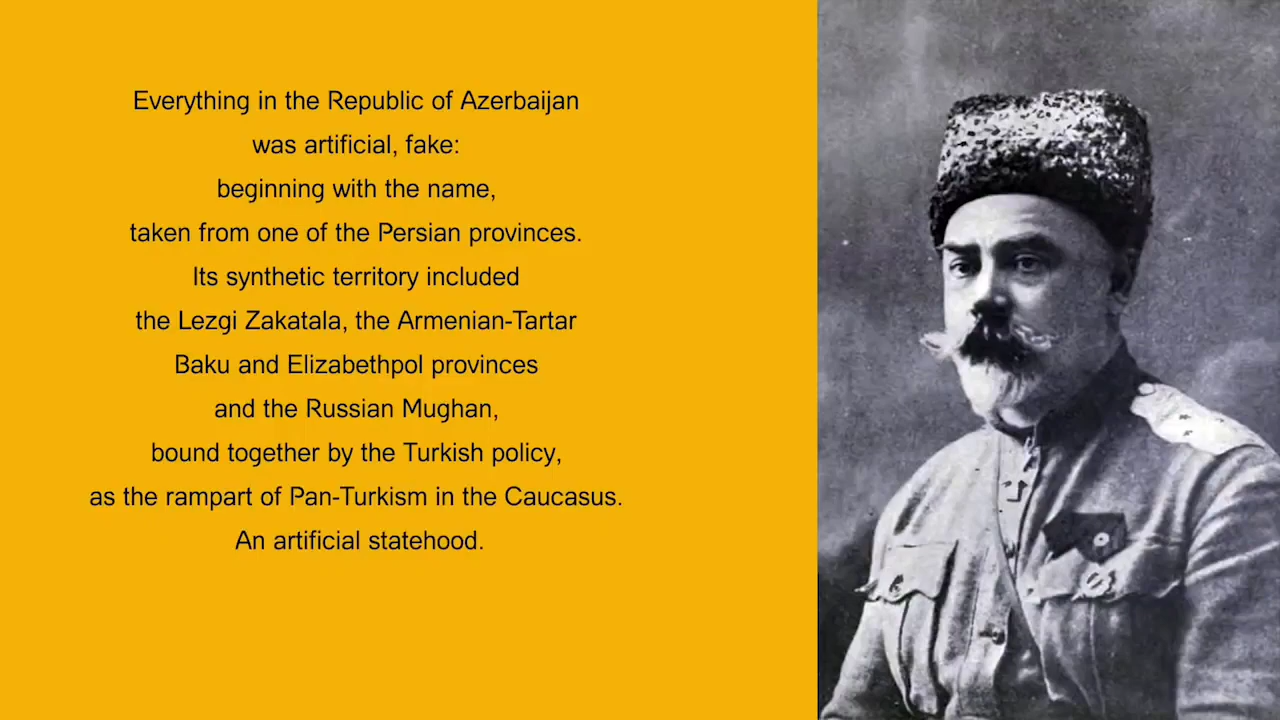 Everything in the Republic of Azerbaijan
was artificial, fake:
beginning with the name,
taken from one of the Persian provinces.
Its synthetic territory included
the Lezgi Zakatala, the Armenian-Tartar
Baku and Elizabethpol provinces
and the Russian Mughan,
bound together by the Turkish policy,
as the rampart of Pan-Turkism in the Caucasus.
An artificial statehood.